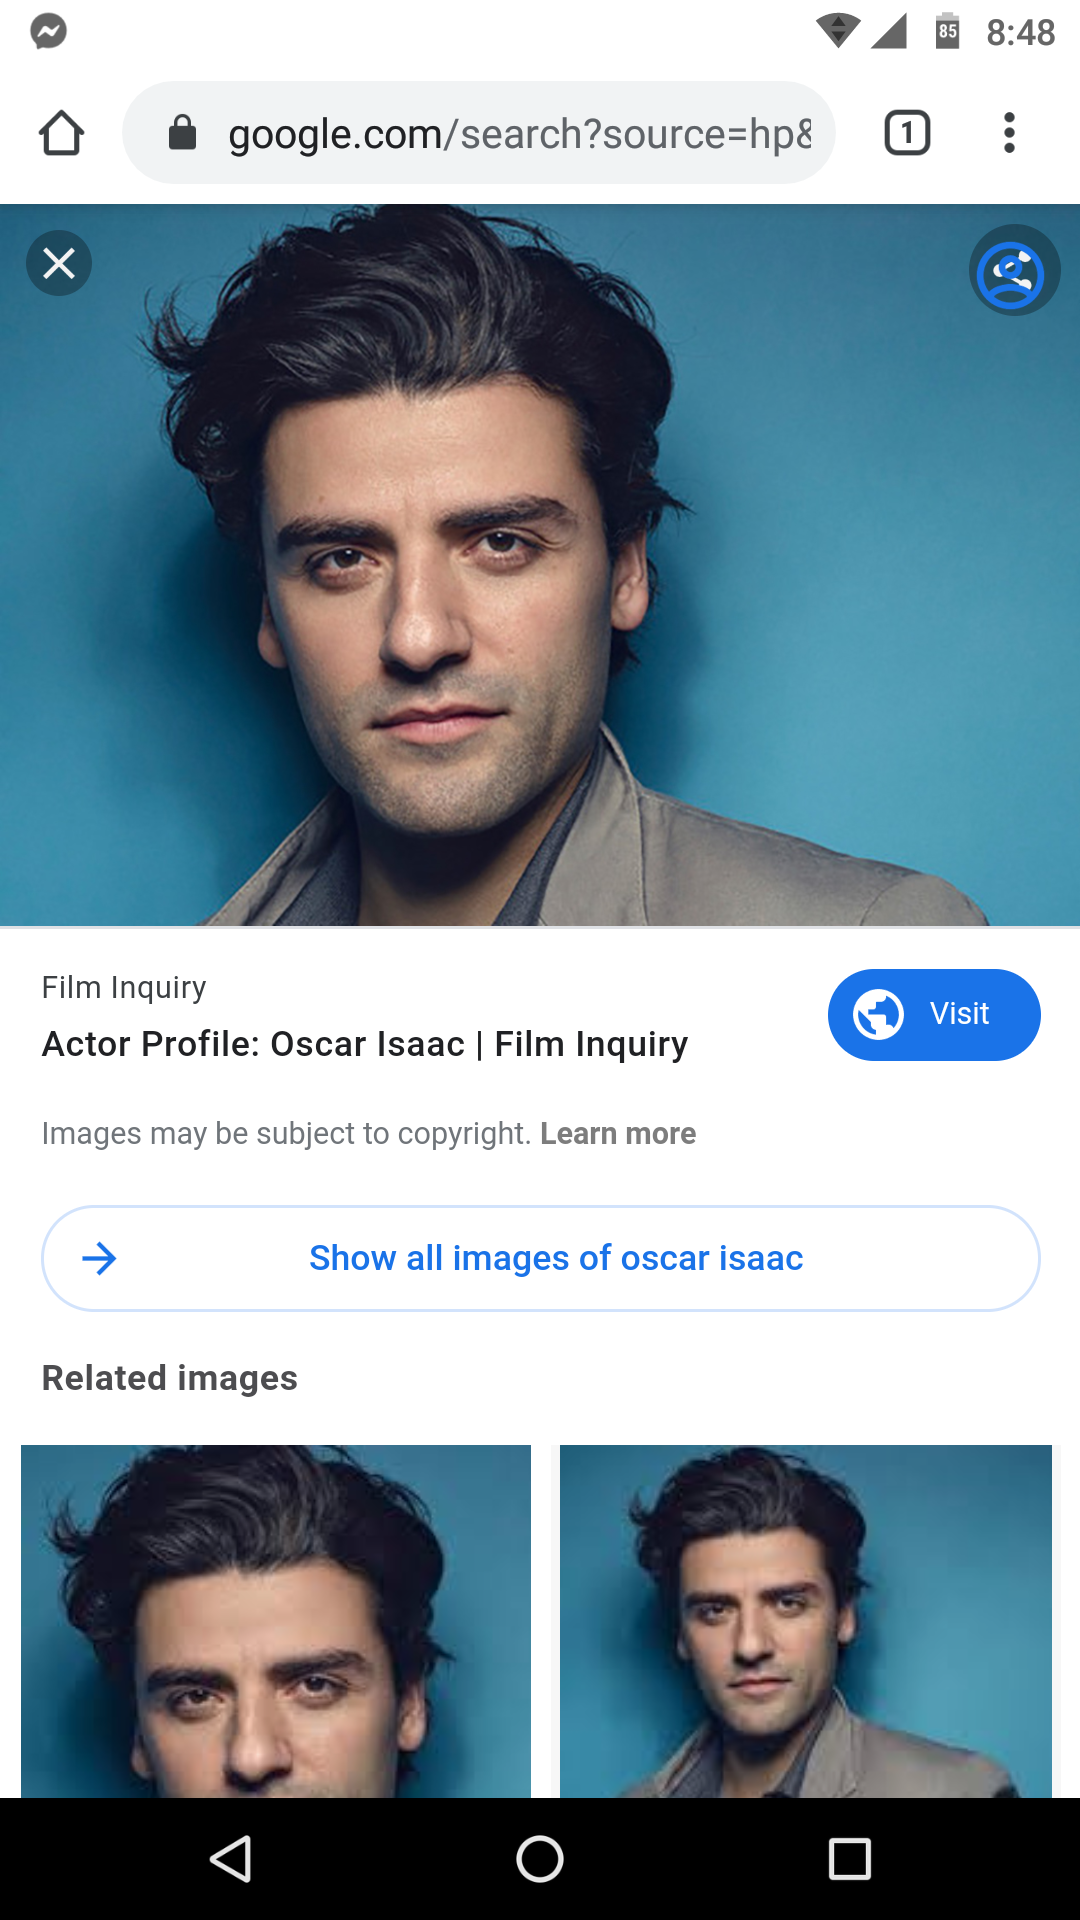 85 8:48
google.com/search?source=hp&
1
Film Inquiry
Visit
Actor Profile: Oscar Isaac | Film Inquiry
Images may be subject to copyright. Learn more
Show all images of oscar isaac
Related images